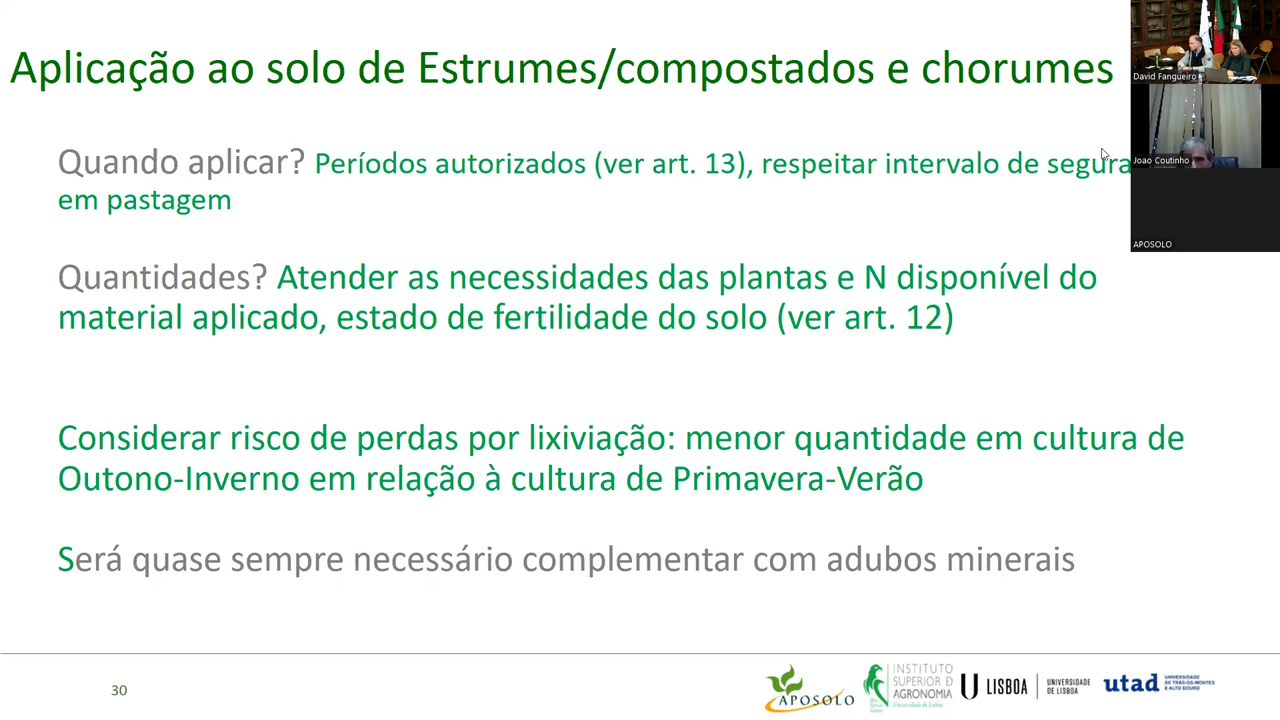 Aplicação ao solo de Estrumes/compostados e chorumes
Quando aplicar? Períodos autorizados (ver art. 13), respeitar intervalo de segura
em pastagem
Quantidades? Atender as necessidades das plantas e N disponível do
material aplicado, estado de fertilidade do solo (ver art. 12)
Considerar risco de perdas por lixiviação: menor quantidade em cultura de
Outono-Inverno em relação à cultura de Primavera-Verão
Será quase sempre necessário complementar com adubos minerais
David Fangueiro
Joao Coutinho
APOSOLO
30
APOSOLO
INSTITUTO
SUPERIOR D
AGRONOMIA
Universidade de Lisboa
U LISBOA
UNIVERSIDADE
DE LISBOA
utad
UNIVERSIDADE
DE TRÁS-OS-MONTES
E ALTO DOURO